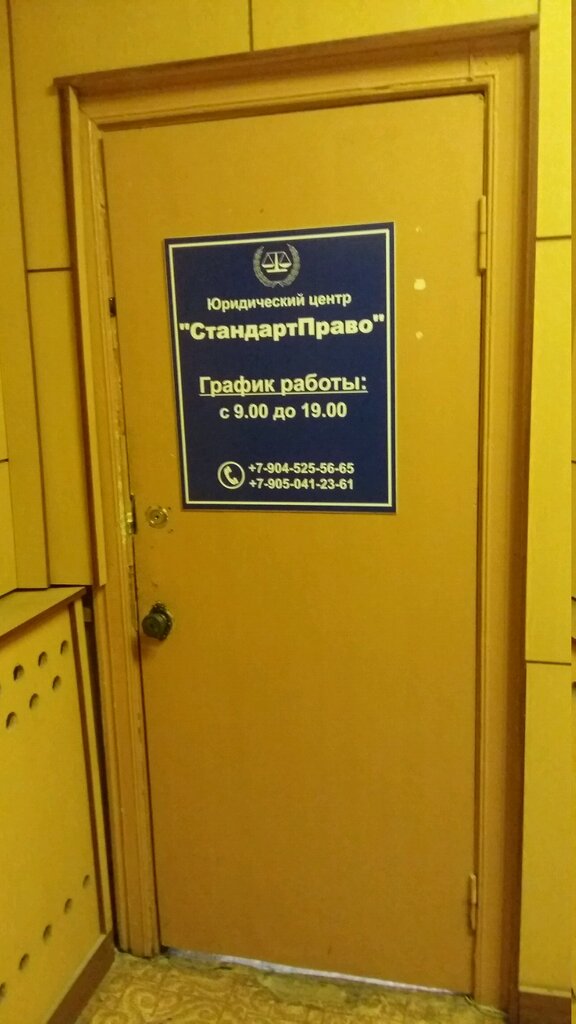 Юридический центр
"СтандартПраво"
График работы:
с 9.00 до 19.00
+7-904-525-56-65
+7-905-041-23-61